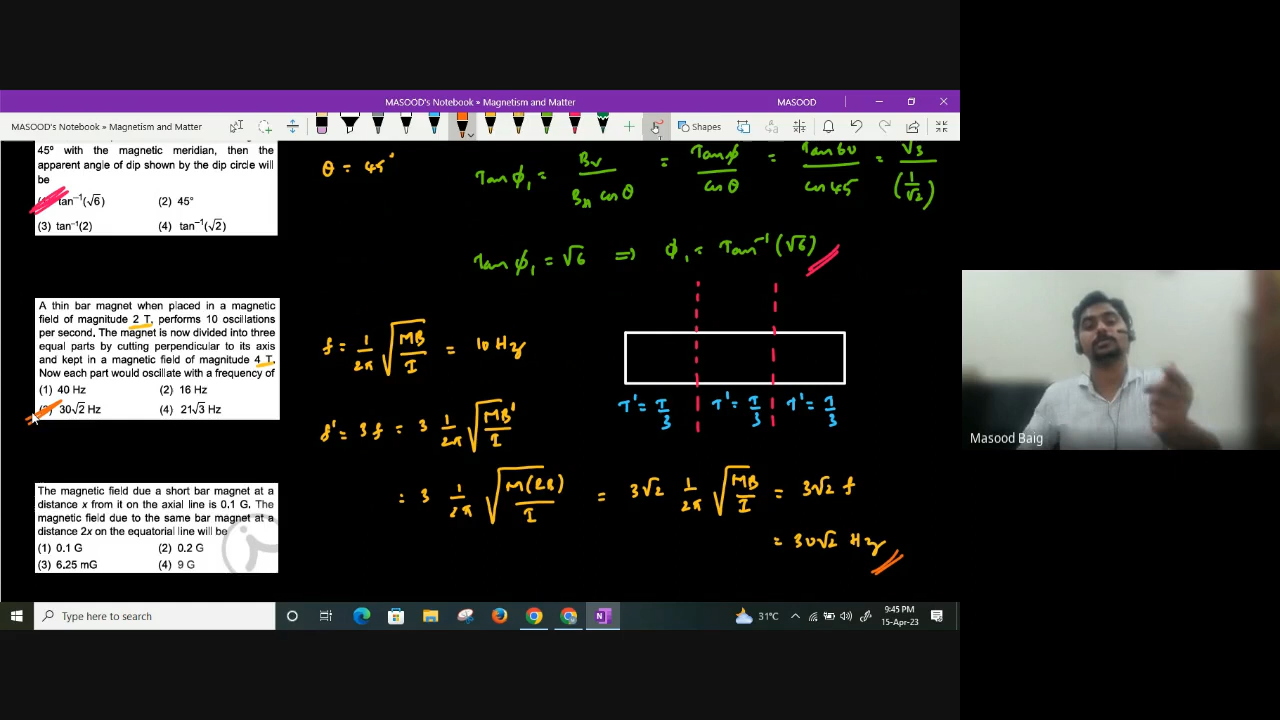 MASOOD's Notebook » Magnetism and Matter
MASOOD
MASOOD's Notebook » Magnetism and Matter
Shapes
45º with the magnetic meridian, then the
apparent angle of dip shown by the dip circle will
be
tan⁻¹(√6)
(2) 45°
(3) tan⁻¹(2)
(4) tan⁻¹(√2)
θ = 45°
Tan ϕ₁ = Bv / BH cos θ = Tanϕ / cosθ = Tan60 / cos45 = √3 / (1/√2)
Tan ϕ₁ = √6 ⇒ ϕ₁ = Tan⁻¹(√6)
A thin bar magnet when placed in a magnetic
field of magnitude 2 T, performs 10 oscillations
per second. The magnet is now divided into three
equal parts by cutting perpendicular to its axis
and kept in a magnetic field of magnitude 4 T.
Now each part would oscillate with a frequency of
(1) 40 Hz
(2) 16 Hz
30√2 Hz
(4) 21√3 Hz
f = 1/2π √(MB/I) = 10 Hz
T' = T/3 T' = T/3 T' = T/3
f' = 3f = 3 1/2π √(MB'/I)
= 3 1/2π √(M(2B)/I) = 3√2 1/2π √(MB/I) = 3√2 f
= 30√2 Hz
The magnetic field due a short bar magnet at a
distance x from it on the axial line is 0.1 G. The
magnetic field due to the same bar magnet at a
distance 2x on the equatorial line will be
(1) 0.1 G
(2) 0.2 G
(3) 6.25 mG
(4) 9 G
Masood Baig
Type here to search
31°C
9:45 PM
15-Apr-23